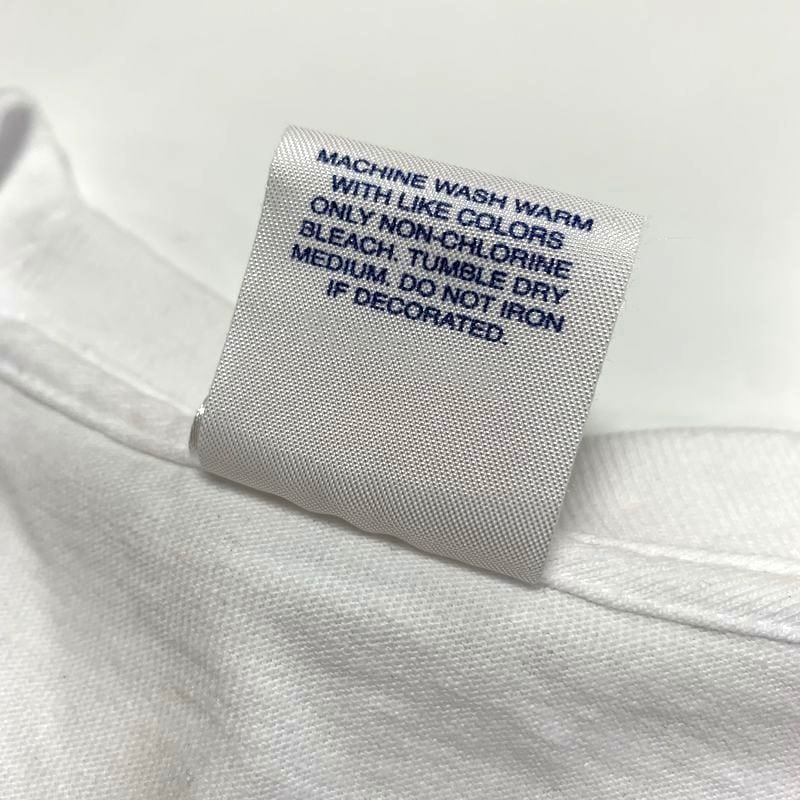 MACHINE WASH WARM
WITH LIKE COLORS
ONLY NON-CHLORINE
BLEACH. TUMBLE DRY
MEDIUM. DO NOT IRON
IF DECORATED.